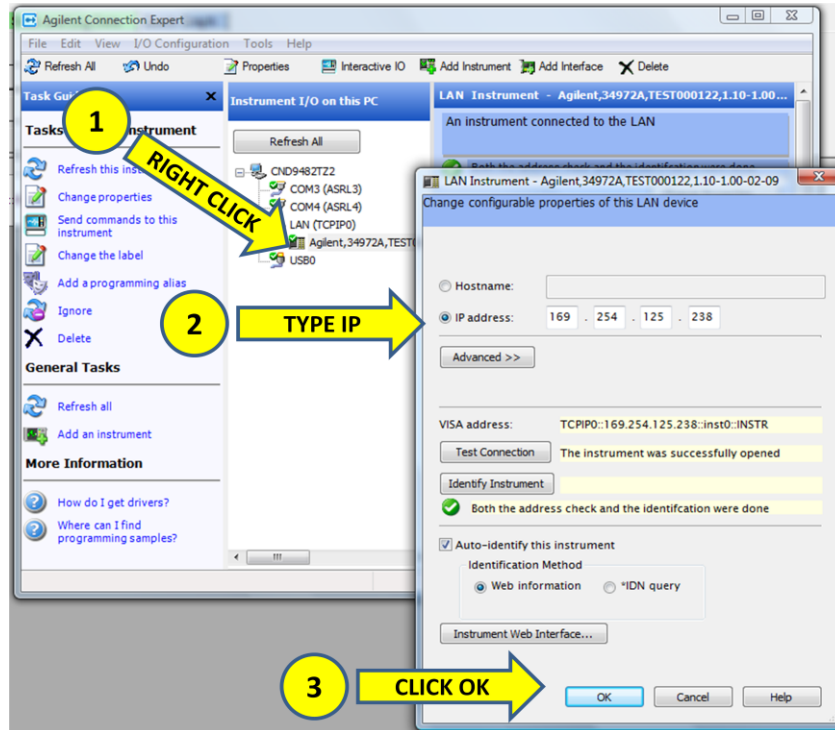 Agilent Connection Expert
File Edit View I/O Configuration Tools Help
Refresh All Undo Properties Interactive IO Add Instrument Add Interface Delete
Task X
1
Tasks Instrument
Refresh this
Change properties
Send commands to this
instrument
Change the label
Add a programming alias
Ignore
Delete
General Tasks
Refresh all
Add an instrument
More Information
How do I get drivers?
Where can I find
programming samples?
Instrument I/O on this PC
Refresh All
RIGHT CLICK
CND9482TZ2
COM3 (ASRL3)
COM4 (ASRL4)
LAN (TCPIP0)
Agilent,34972A,TEST0
USB0
LAN Instrument - Agilent,34972A,TEST000122,1.10-1.00...
An instrument connected to the LAN
Both the address check and the identification were done
2
TYPE IP
LAN Instrument - Agilent,34972A,TEST000122,1.10-1.00-02-09
Change configurable properties of this LAN device
Hostname:
IP address: 169 . 254 . 125 . 238
Advanced >>
VISA address: TCPIP0::169.254.125.238::inst0::INSTR
Test Connection The instrument was successfully opened
Identify Instrument
Both the address check and the identifcation were done
Auto-identify this instrument
Identification Method
Web information *IDN query
Instrument Web Interface...
3
CLICK OK
OK Cancel Help